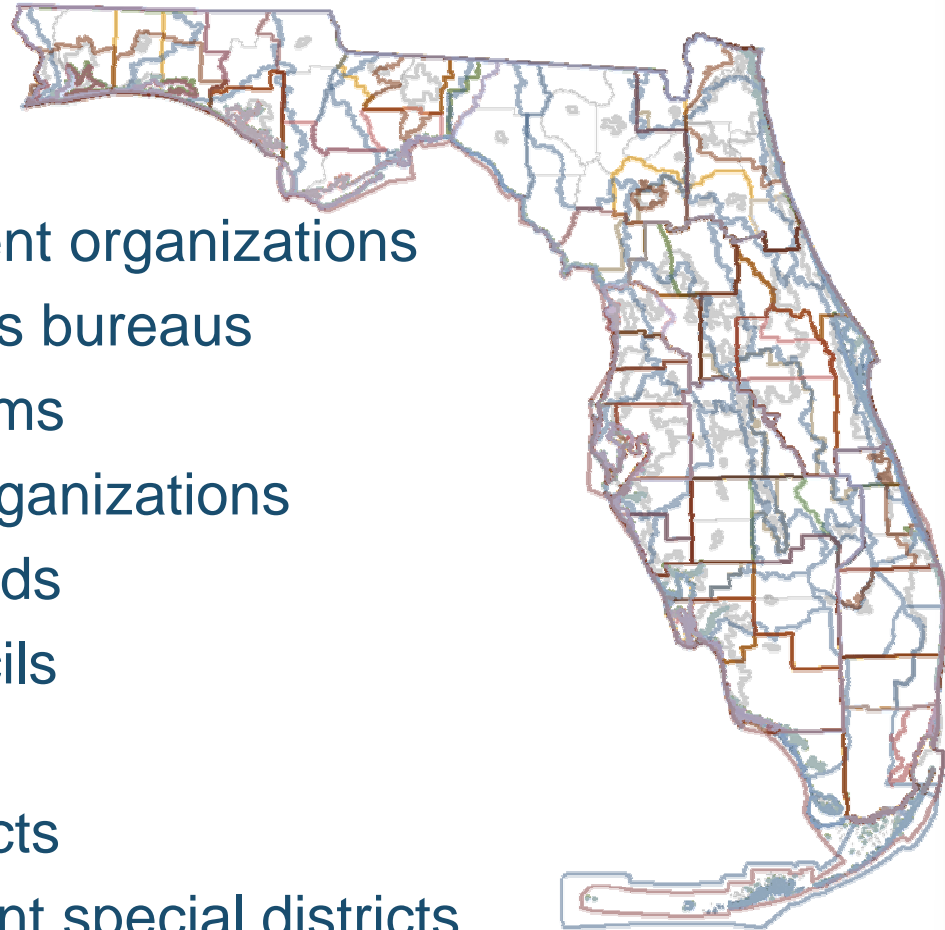 ent organizations
s bureaus
ms
ganizations
ds
cils
cts
nt special districts